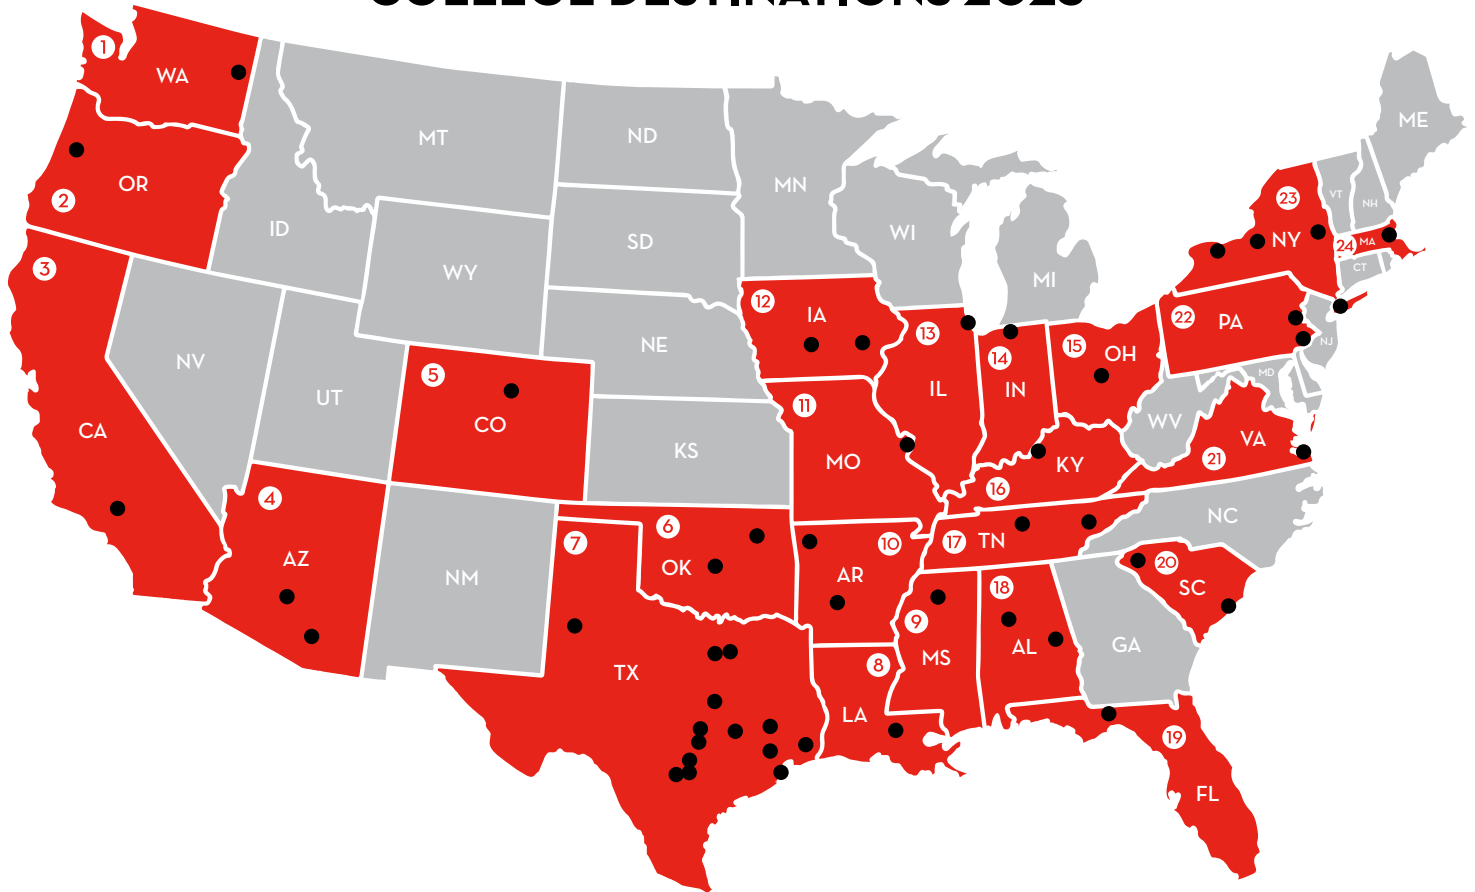 COLLEGE DESTINATIONS
1
WA
MT
ND
MN
ME
2
OR
ID
SD
WI
MI
23
NY
VT
NH
24
MA
CT
3
CA
NV
UT
WY
NE
12
IA
13
IL
14
IN
15
OH
22
PA
NJ
MD
5
CO
KS
11
MO
16
KY
WV
21
VA
4
AZ
NM
6
OK
7
TX
10
AR
17
TN
NC
20
SC
9
MS
18
AL
GA
8
LA
19
FL